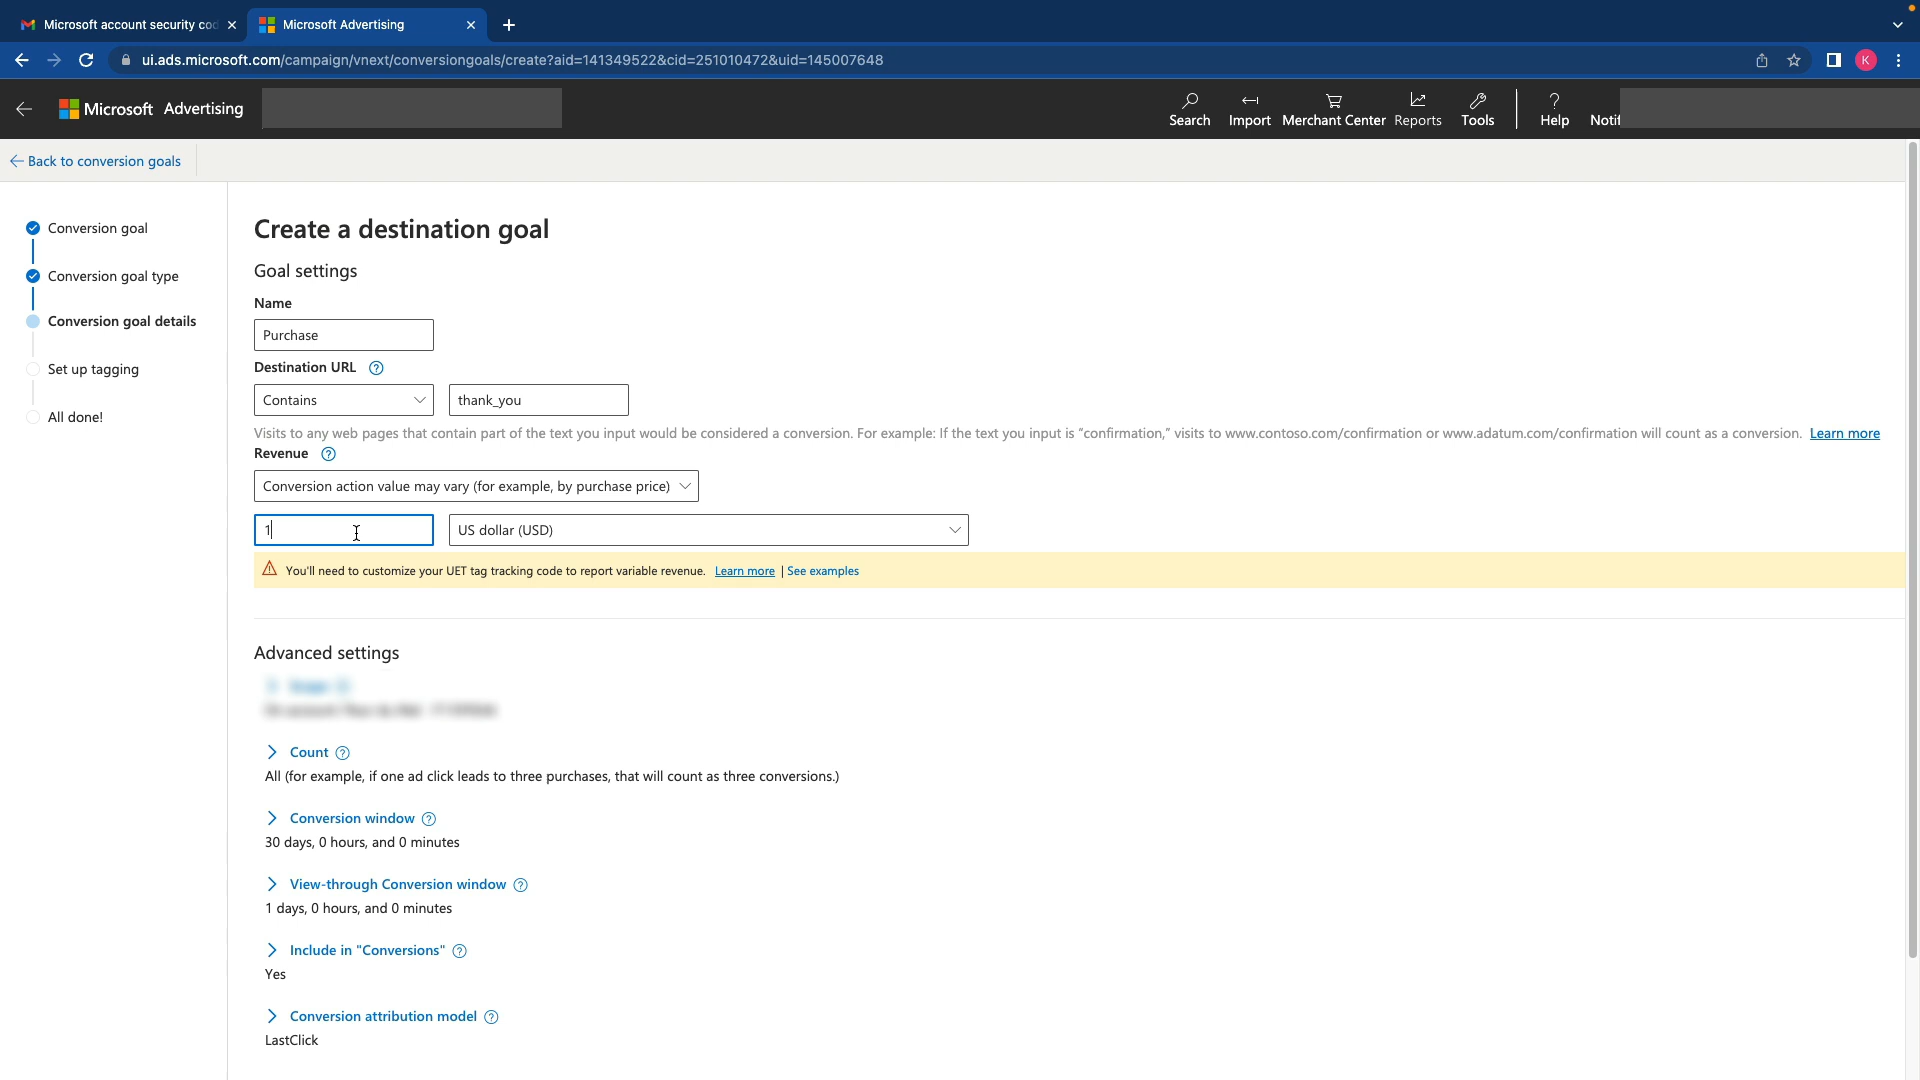 Microsoft account security co
Microsoft Advertising
ui.ads.microsoft.com/campaign/vnext/conversiongoals/create?aid=141349522&cid=251010472&uid=145007648
K
Microsoft Advertising
Search
Import
Merchant Center
Reports
Tools
Help
Notif
Back to conversion goals
Conversion goal
Conversion goal type
Conversion goal details
Set up tagging
All done!
Create a destination goal
Goal settings
Name
Purchase
Destination URL
Contains
thank_you
Visits to any web pages that contain part of the text you input would be considered a conversion. For example: If the text you input is “confirmation,” visits to www.contoso.com/confirmation or www.adatum.com/confirmation will count as a conversion. Learn more
Revenue
Conversion action value may vary (for example, by purchase price)
1
US dollar (USD)
You'll need to customize your UET tag tracking code to report variable revenue. Learn more | See examples
Advanced settings
Count
All (for example, if one ad click leads to three purchases, that will count as three conversions.)
Conversion window
30 days, 0 hours, and 0 minutes
View-through Conversion window
1 days, 0 hours, and 0 minutes
Include in "Conversions"
Yes
Conversion attribution model
LastClick